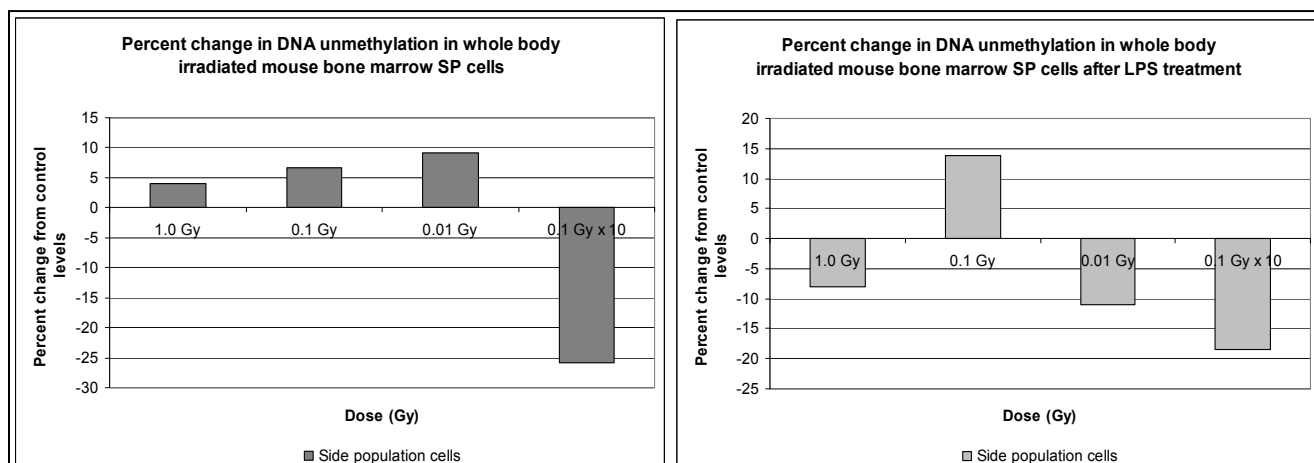 Percent change in DNA unmethylation in whole body
irradiated mouse bone marrow SP cells
Percent change from control
levels
15
10
5
0
-5
-10
-15
-20
-25
-30
1.0 Gy
0.1 Gy
0.01 Gy
0.1 Gy x 10
Dose (Gy)
Side population cells
Percent change in DNA unmethylation in whole body
irradiated mouse bone marrow SP cells after LPS treatment
Percent change from control
levels
20
15
10
5
0
-5
-10
-15
-20
-25
1.0 Gy
0.1 Gy
0.01 Gy
0.1 Gy x 10
Dose (Gy)
Side population cells